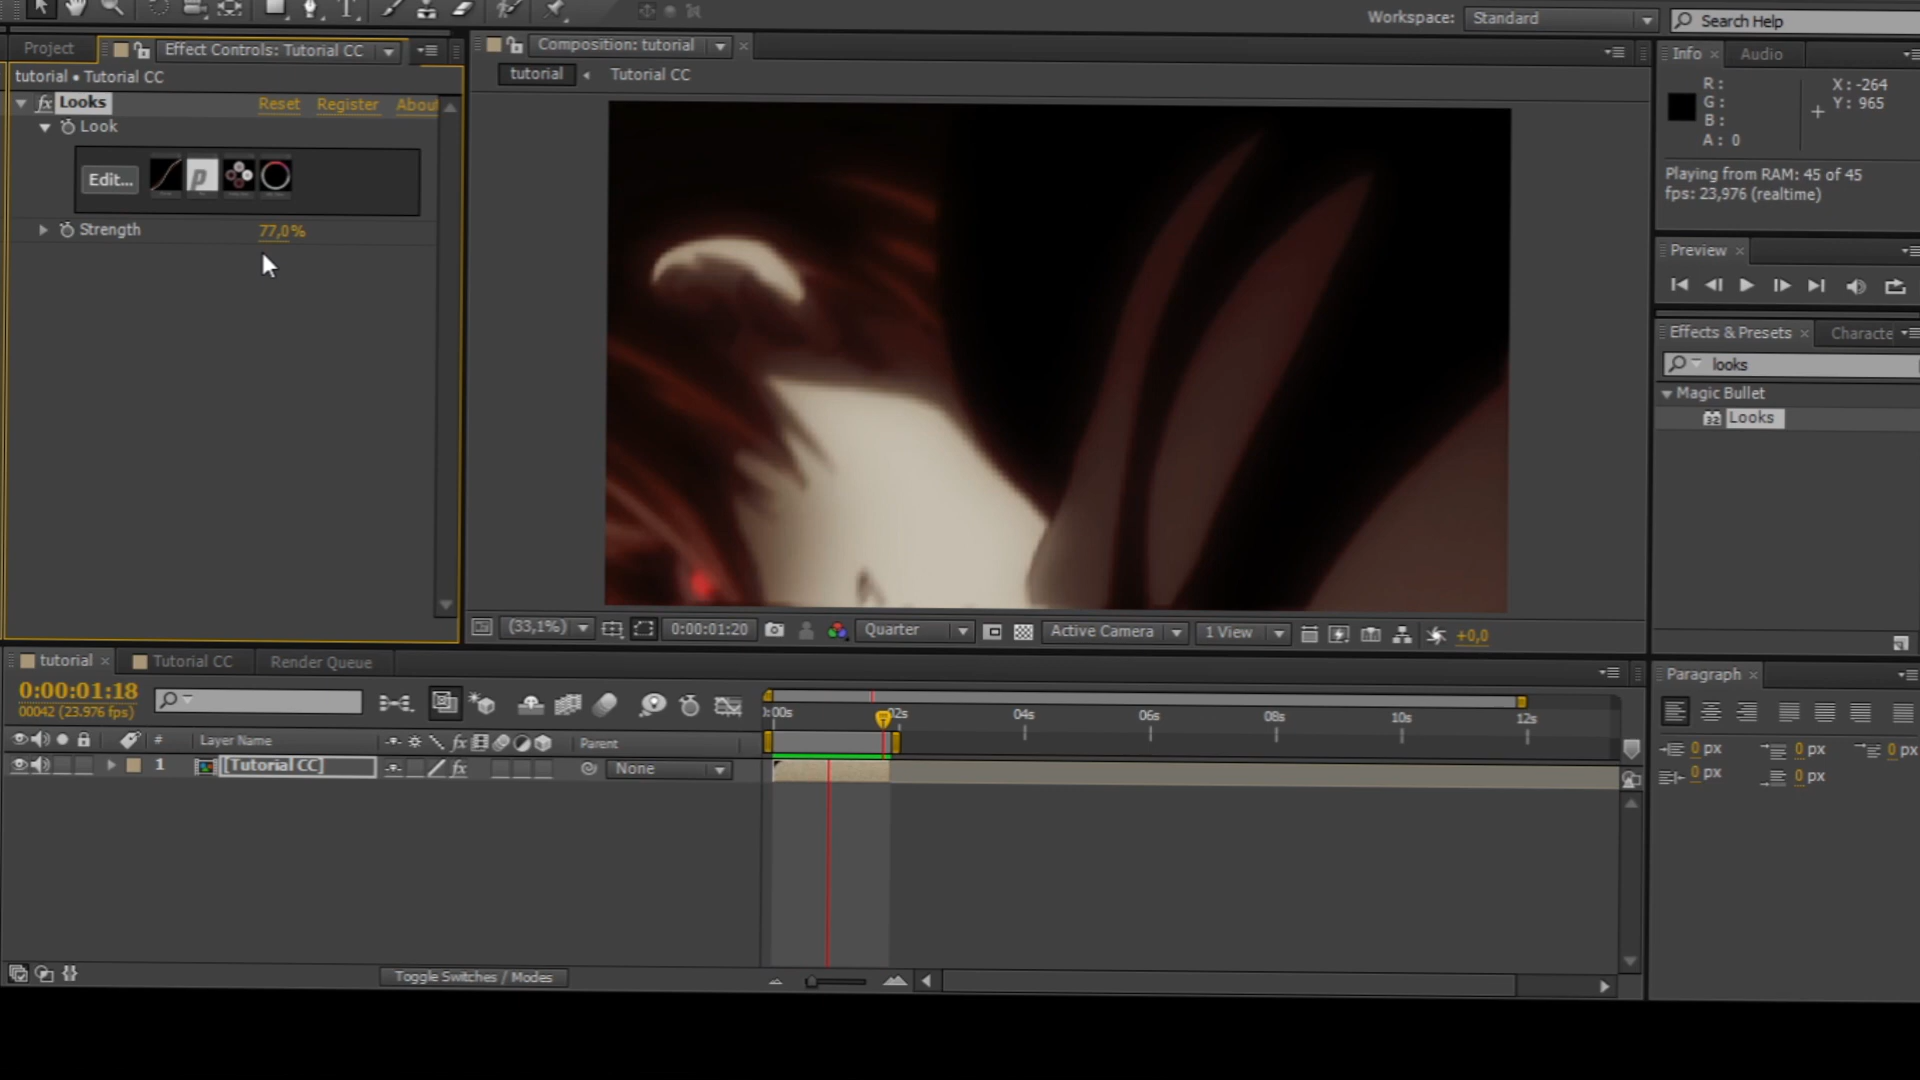 Workspace: Standard
Search Help
Project
Effect Controls: Tutorial CC
Composition: tutorial
Info
Audio
tutorial • Tutorial CC
tutorial
Tutorial CC
fx Looks
Reset
Register
About
R:
G:
B:
A: 0
X: -264
Y: 965
Look
Edit...
p
Playing from RAM: 45 of 45
fps: 23,976 (realtime)
Strength
77,0%
Preview
Effects & Presets
Characte
looks
Magic Bullet
32
Looks
(33,1%)
0:00:01:20
Quarter
Active Camera
1 View
+0,0
tutorial
Tutorial CC
Render Queue
Paragraph
0:00:01:18
00042 (23.976 fps)
:00s
02s
04s
06s
08s
10s
12s
#
Layer Name
fx
Parent
1
[Tutorial CC]
fx
None
0 px
0 px
0 px
0 px
0 px
Toggle Switches / Modes